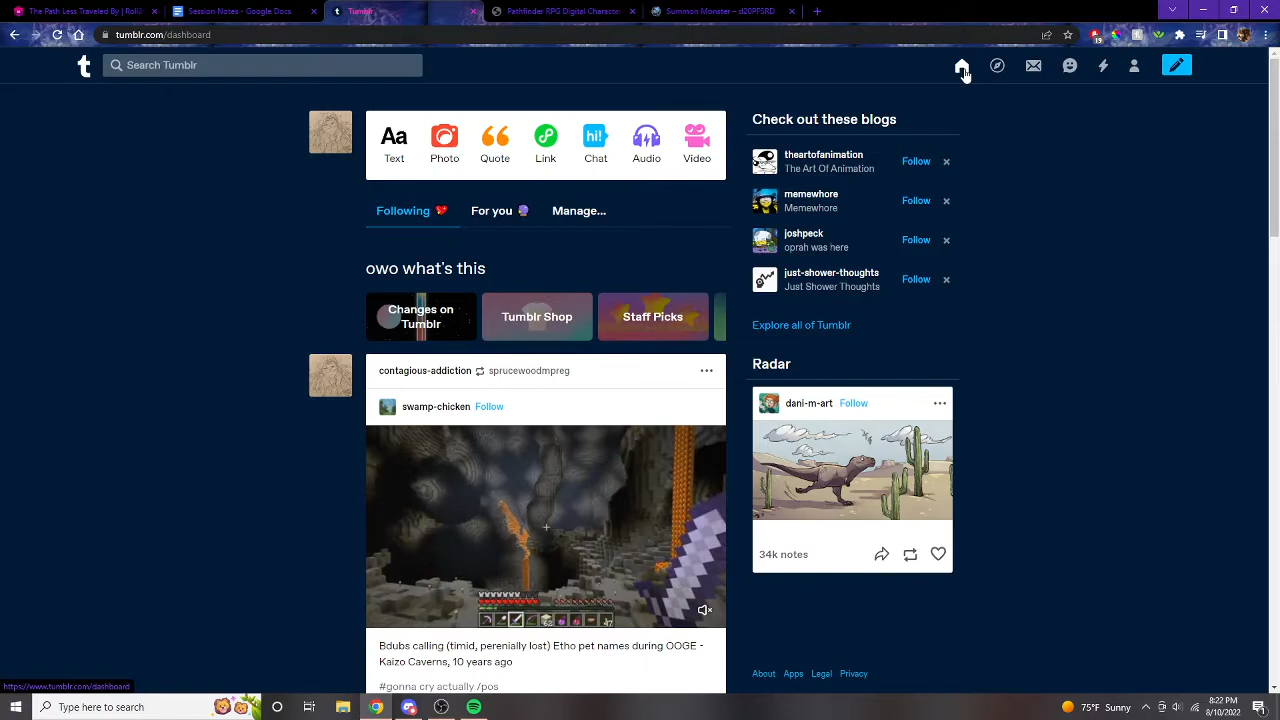 The Path Less Traveled By | Roll2
Session Notes - Google Docs
Tumblr
Pathfinder RPG Digital Character
Summon Monster – d20PFSRD
tumblr.com/dashboard
19
t
Search Tumblr
Aa
hi!
Text
Photo
Quote
Link
Chat
Audio
Video
Following
For you
Manage...
owo what's this
Changes on
Tumblr
Tumblr Shop
Staff Picks
contagious-addiction
sprucewoodmpreg
swamp-chicken
Follow
62
47
Bdubs calling (timid, perenially lost) Etho pet names during OOGE -
Kaizo Caverns, 10 years ago
#gonna cry actually /pos
Check out these blogs
theartofanimation
The Art Of Animation
Follow
memewhore
Memewhore
Follow
joshpeck
oprah was here
Follow
just-shower-thoughts
Just Shower Thoughts
Follow
Explore all of Tumblr
Radar
dani-m-art
Follow
34k notes
About
Apps
Legal
Privacy
https://www.tumblr.com/dashboard
Type here to search
75°F Sunny
8:22 PM
8/10/2022